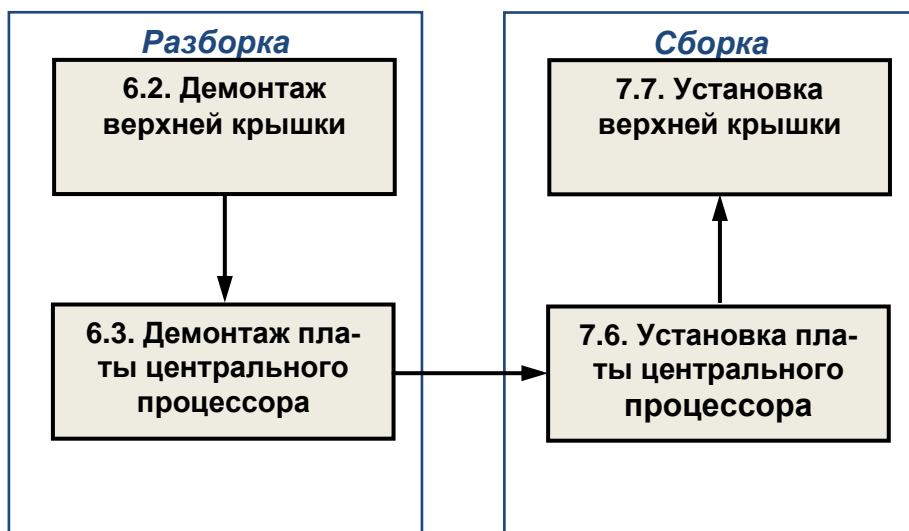 Разборка
6.2. Демонтаж
верхней крышки
6.3. Демонтаж пла-
ты центрального
процессора
Сборка
7.7. Установка
верхней крышки
7.6. Установка пла-
ты центрального
процессора